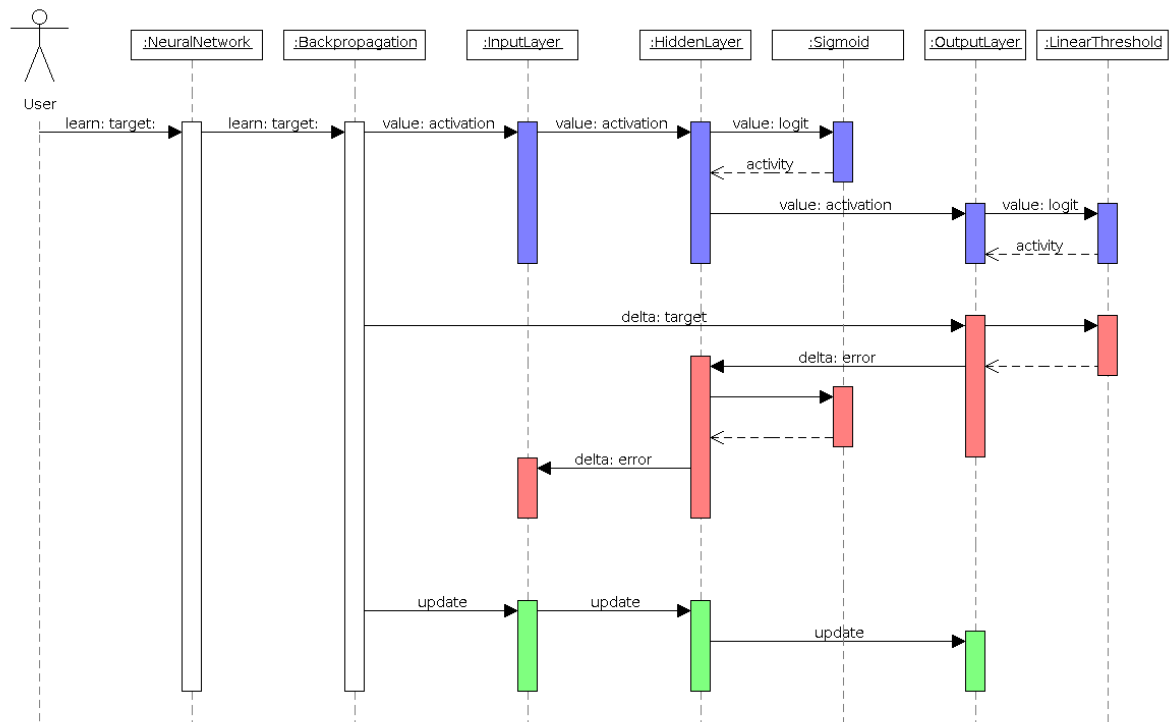 :NeuralNetwork
:Backpropagation
:InputLayer
:HiddenLayer
:Sigmoid
:OutputLayer
:LinearThreshold
User
learn: target:
learn: target:
value: activation
value: activation
value: logit
activity
value: activation
value: logit
activity
delta: target
delta: error
delta: error
update
update
update